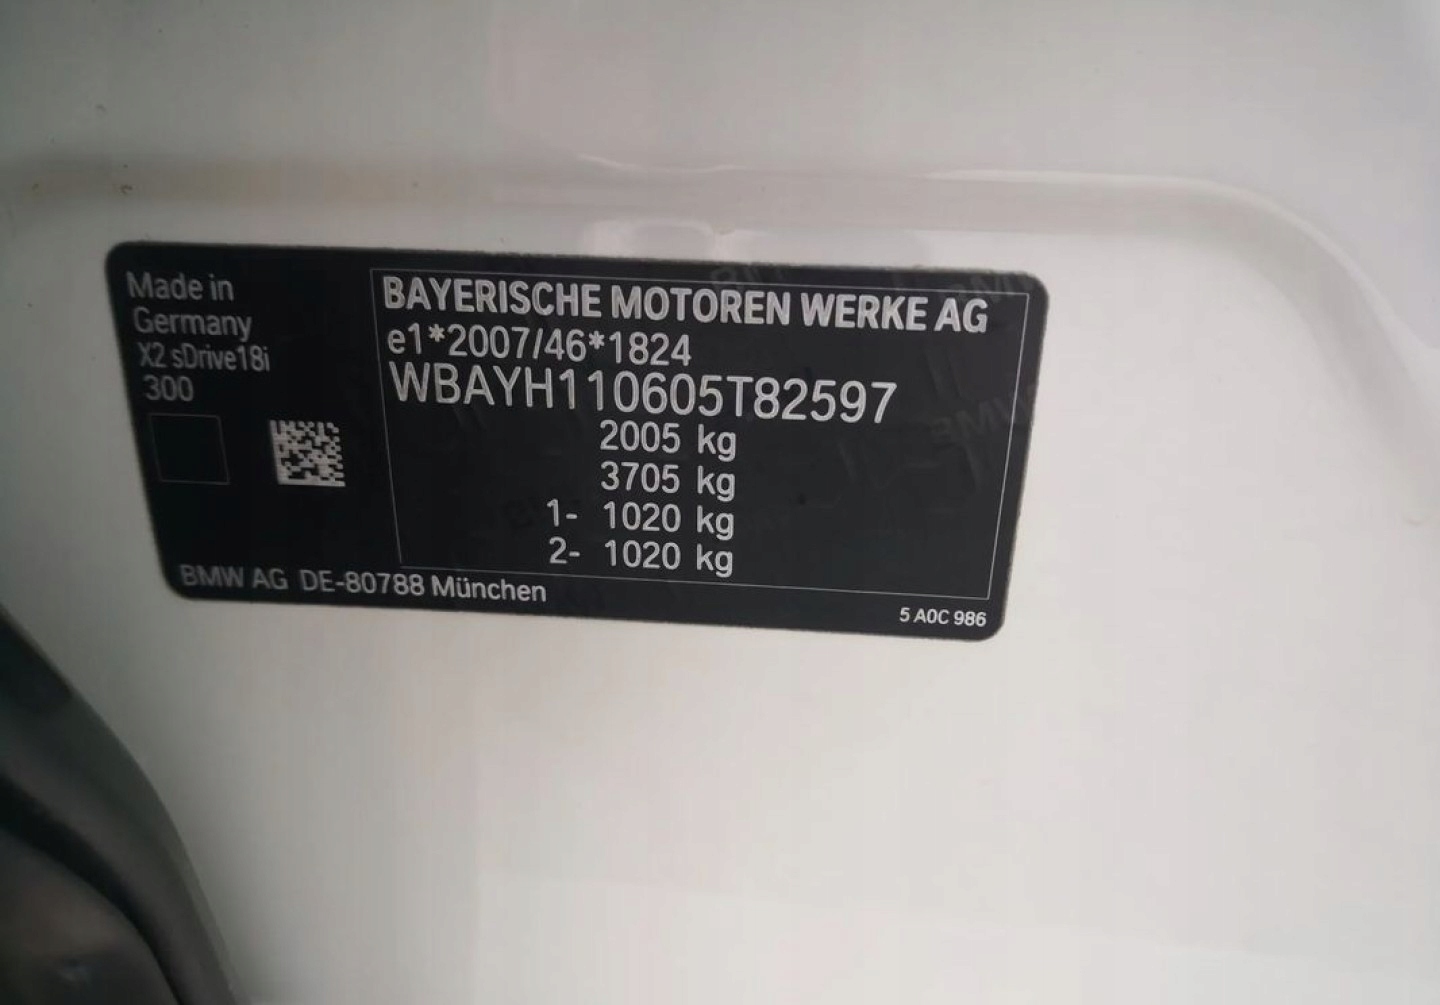 Made in
Germany
X2 sDrive18i
300
BAYERISCHE MOTOREN WERKE AG
e1*2007/46*1824
WBAYH110605T82597
2005 kg
3705 kg
1- 1020 kg
2- 1020 kg
BMW AG DE-80788 München
5 A0C 986